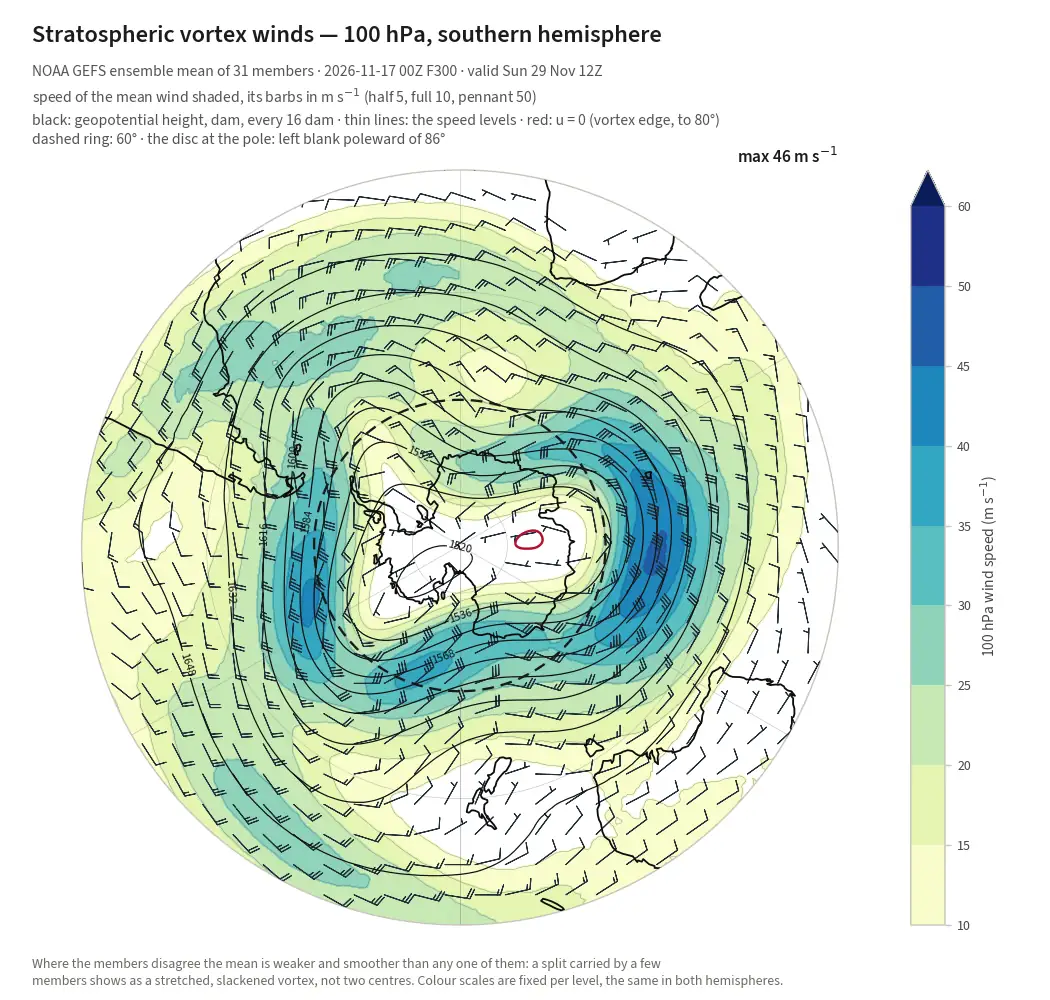 Stratospheric vortex winds — 100 hPa, southern hemisphere
NOAA GEFS ensemble mean of 31 members · 2026-11-17 00Z F300 · valid Sun 29 Nov 12Z
speed of the mean wind shaded, its barbs in m s⁻¹ (half 5, full 10, pennant 50)
black: geopotential height, dam, every 16 dam · thin lines: the speed levels · red: u = 0 (vortex edge, to 80°)
dashed ring: 60° · the disc at the pole: left blank poleward of 86°
max 46 m s⁻¹
60
50
45
40
35
30
25
20
15
10
100 hPa wind speed (m s⁻¹)
1600
1584
1616
1632
1648
1520
1536
1568
Where the members disagree the mean is weaker and smoother than any one of them: a split carried by a few
members shows as a stretched, slackened vortex, not two centres. Colour scales are fixed per level, the same in both hemispheres.